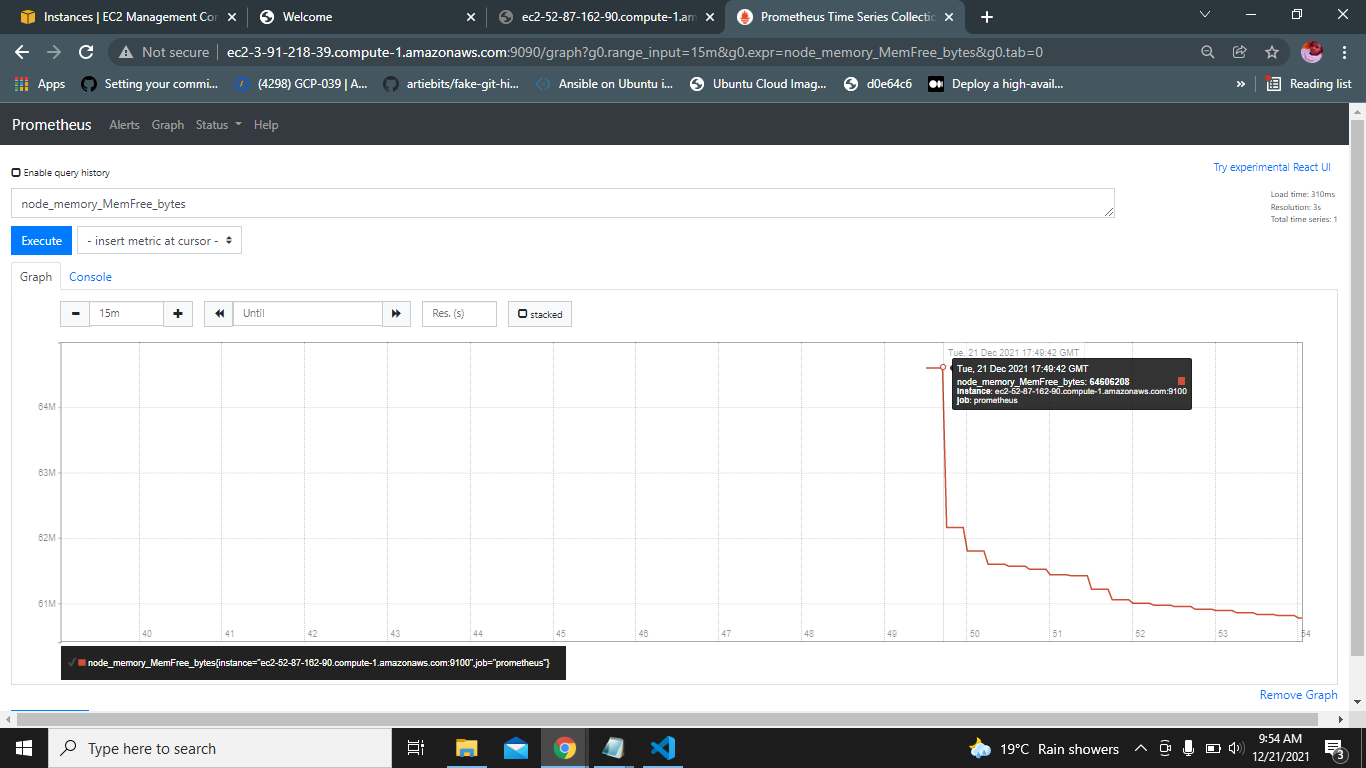 Instances | EC2 Management Con
Welcome
ec2-52-87-162-90.compute-1.am
Prometheus Time Series Collectio
Not secure
ec2-3-91-218-39.compute-1.amazonaws.com:9090/graph?g0.range_input=15m&g0.expr=node_memory_MemFree_bytes&g0.tab=0
Apps
Setting your commi...
(4298) GCP-039 | A...
artiebits/fake-git-hi...
Ansible on Ubuntu i...
Ubuntu Cloud Imag...
d0e64c6
Deploy a high-avail...
»
Reading list
Prometheus Alerts Graph Status Help
Enable query history
Try experimental React UI
node_memory_MemFree_bytes
Load time: 310ms
Resolution: 3s
Total time series: 1
Execute
- insert metric at cursor -
Graph Console
15m
Until
Res. (s)
stacked
Tue, 21 Dec 2021 17:49:42 GMT
Tue, 21 Dec 2021 17:49:42 GMT
node_memory_MemFree_bytes: 64606208
instance: ec2-52-87-162-90.compute-1.amazonaws.com:9100
job: prometheus
64M
63M
62M
61M
40 41 42 43 44 45 46 47 48 49 50 51 52 53 54
node_memory_MemFree_bytes{instance="ec2-52-87-162-90.compute-1.amazonaws.com:9100",job="prometheus"}
Remove Graph
Type here to search
19°C Rain showers
9:54 AM
12/21/2021
3